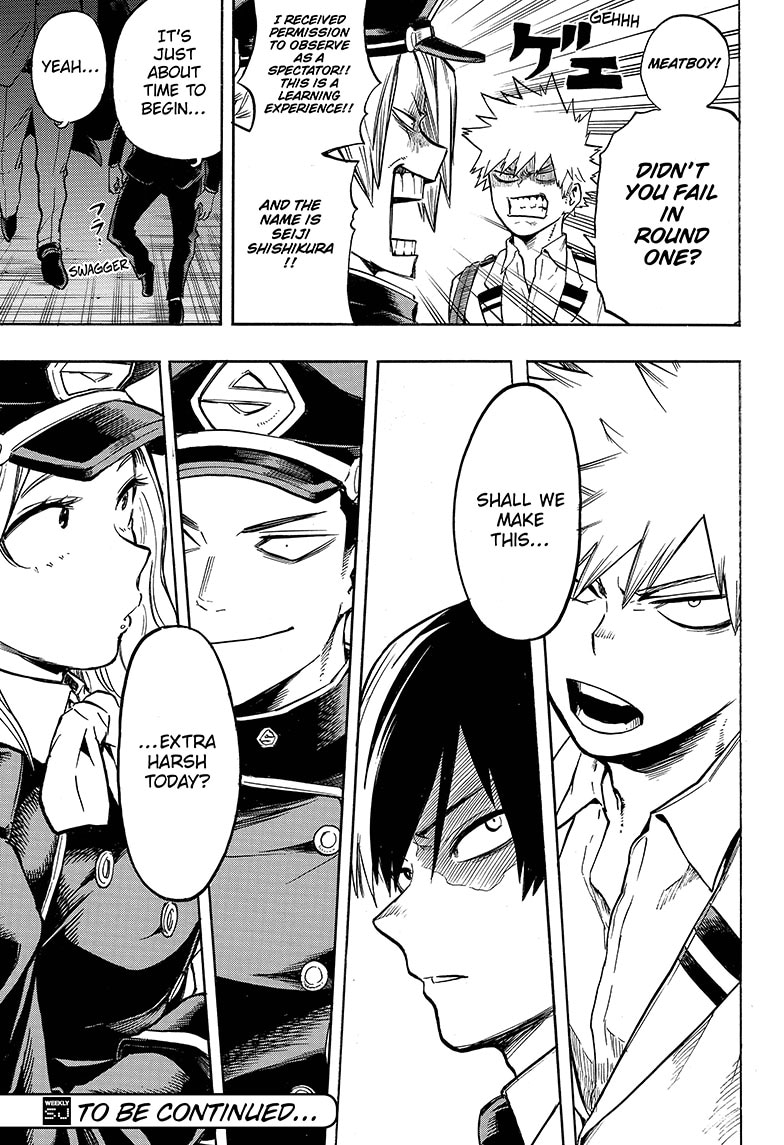 MEATBOY!
GEHHH
ゲェ
DIDN'T
YOU FAIL
IN
ROUND
ONE?
I RECEIVED
PERMISSION
TO OBSERVE
AS A
SPECTATOR!!
THIS IS A
LEARNING
EXPERIENCE!!
AND THE
NAME IS
SEIJI
SHISHIKURA
!!
IT'S
JUST
ABOUT
TIME TO
BEGIN...
YEAH...
SWAGGER
SHALL WE
MAKE
THIS...
...EXTRA
HARSH
TODAY?
WEEKLY
SJ
TO BE CONTINUED...